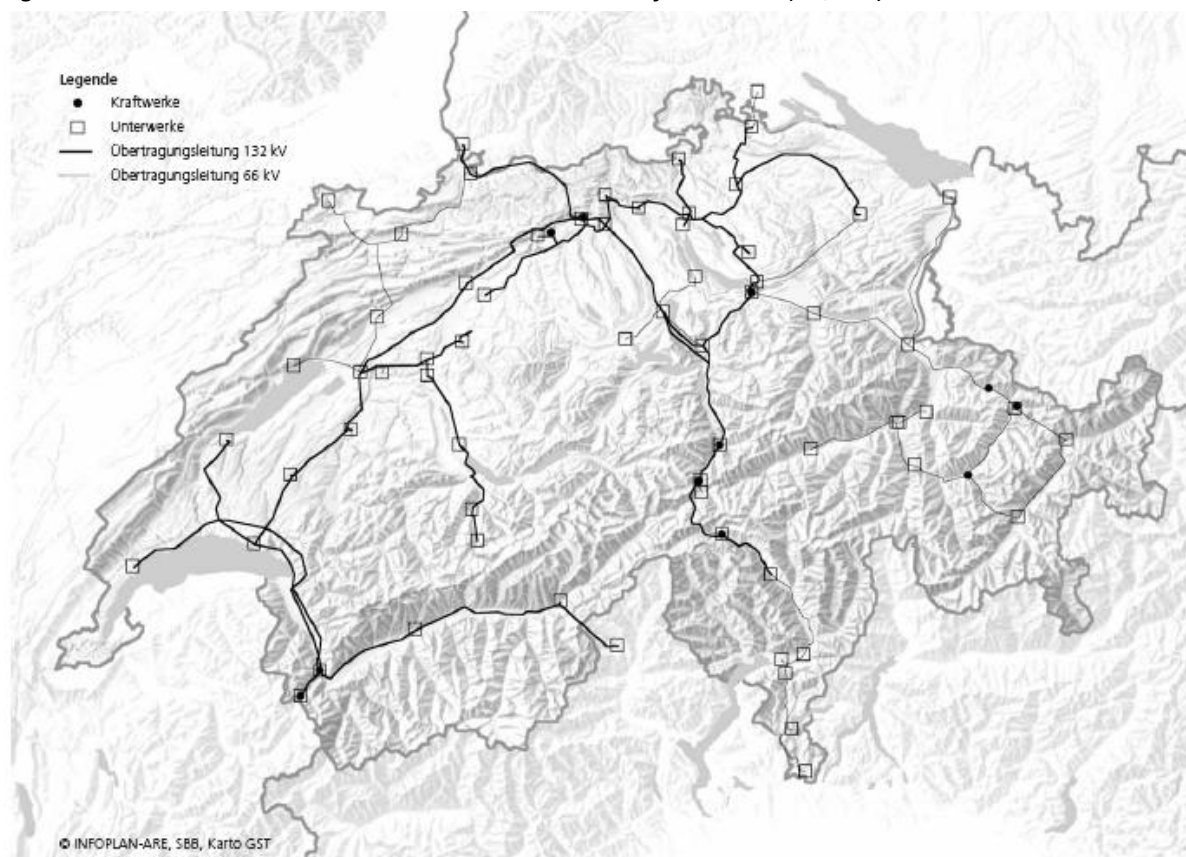 Legende
Kraftwerke
Unterwerke
Übertragungsleitung 132 kV
Übertragungsleitung 66 kV
© INFOPLAN-ARE, SBB, Karto GST